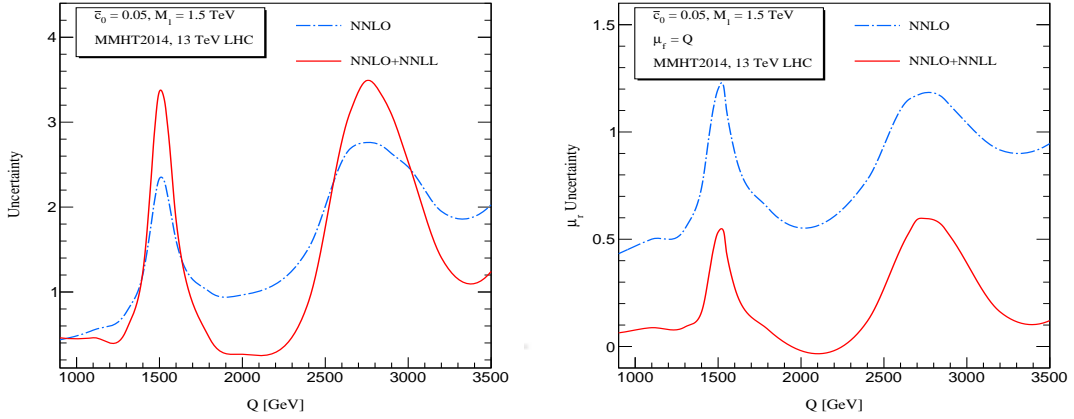 c̄₀ = 0.05, M₁ = 1.5 TeV
MMHT2014, 13 TeV LHC
NNLO
NNLO+NNLL
Uncertainty
4
3
2
1
1000 1500 2000 2500 3000 3500
Q [GeV]
c̄₀ = 0.05, M₁ = 1.5 TeV
μ_f = Q
MMHT2014, 13 TeV LHC
NNLO
NNLO+NNLL
μ_r Uncertainty
1.5
1
0.5
0
1000 1500 2000 2500 3000 3500
Q [GeV]